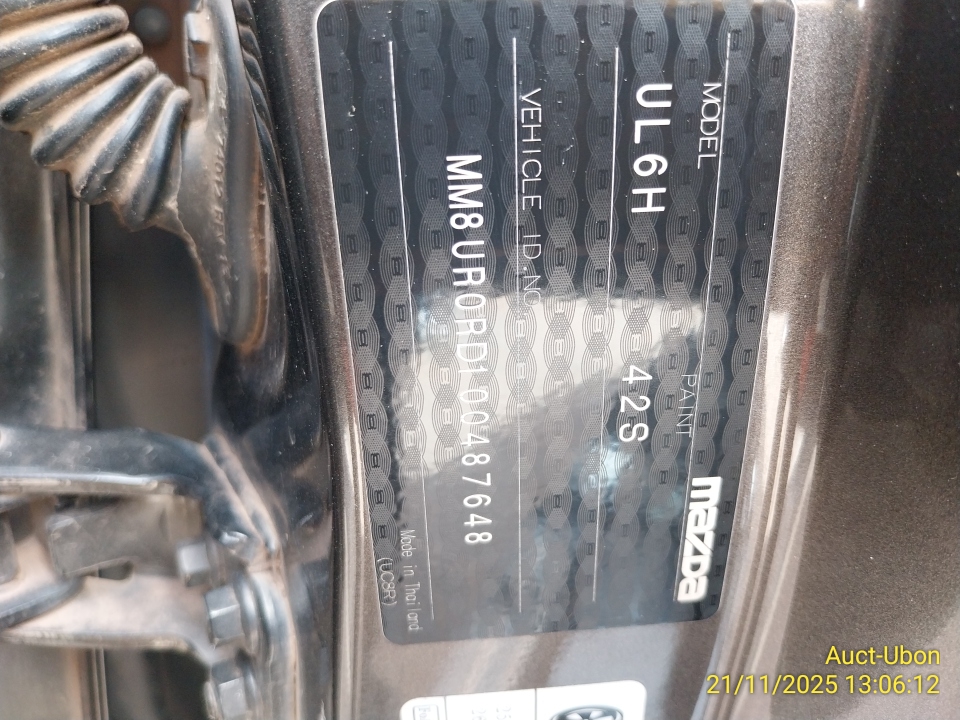 mazda
MODEL PAINT
UL6H 42S
VEHICLE ID.NO.
MM8UR0RD100487648
Made in Thailand
(UC8R)
Auct-Ubon
21/11/2025 13:06:12